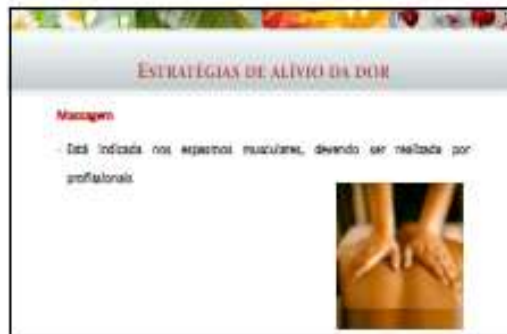 ESTRATÉGIAS DE ALÍVIO DA DOR
Massagem
- Está indicada nos espasmos musculares, devendo ser realizada por
profissionais